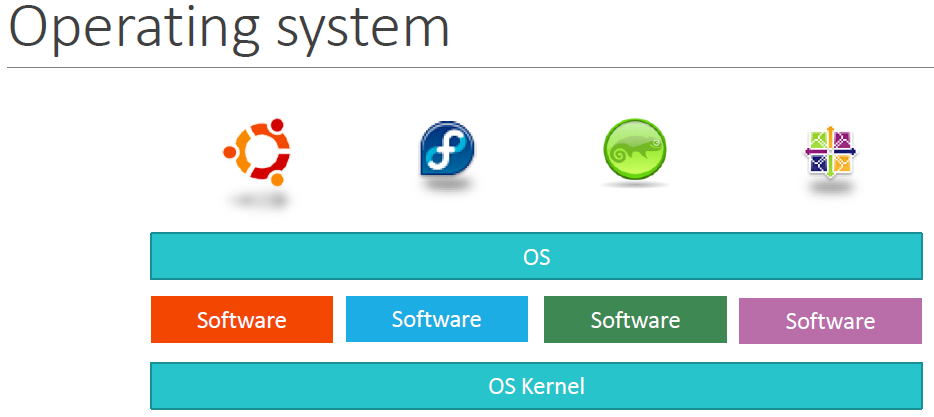 Operating system
OS
Software
Software
Software
Software
OS Kernel